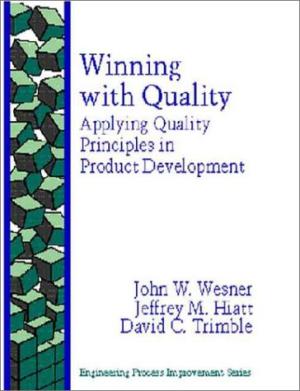 Winning
with Quality
Applying Quality
Principles in
Product Development
John W. Wesner
Jeffrey M. Hiatt
David C. Trimble
Engineering Process Improvement Series